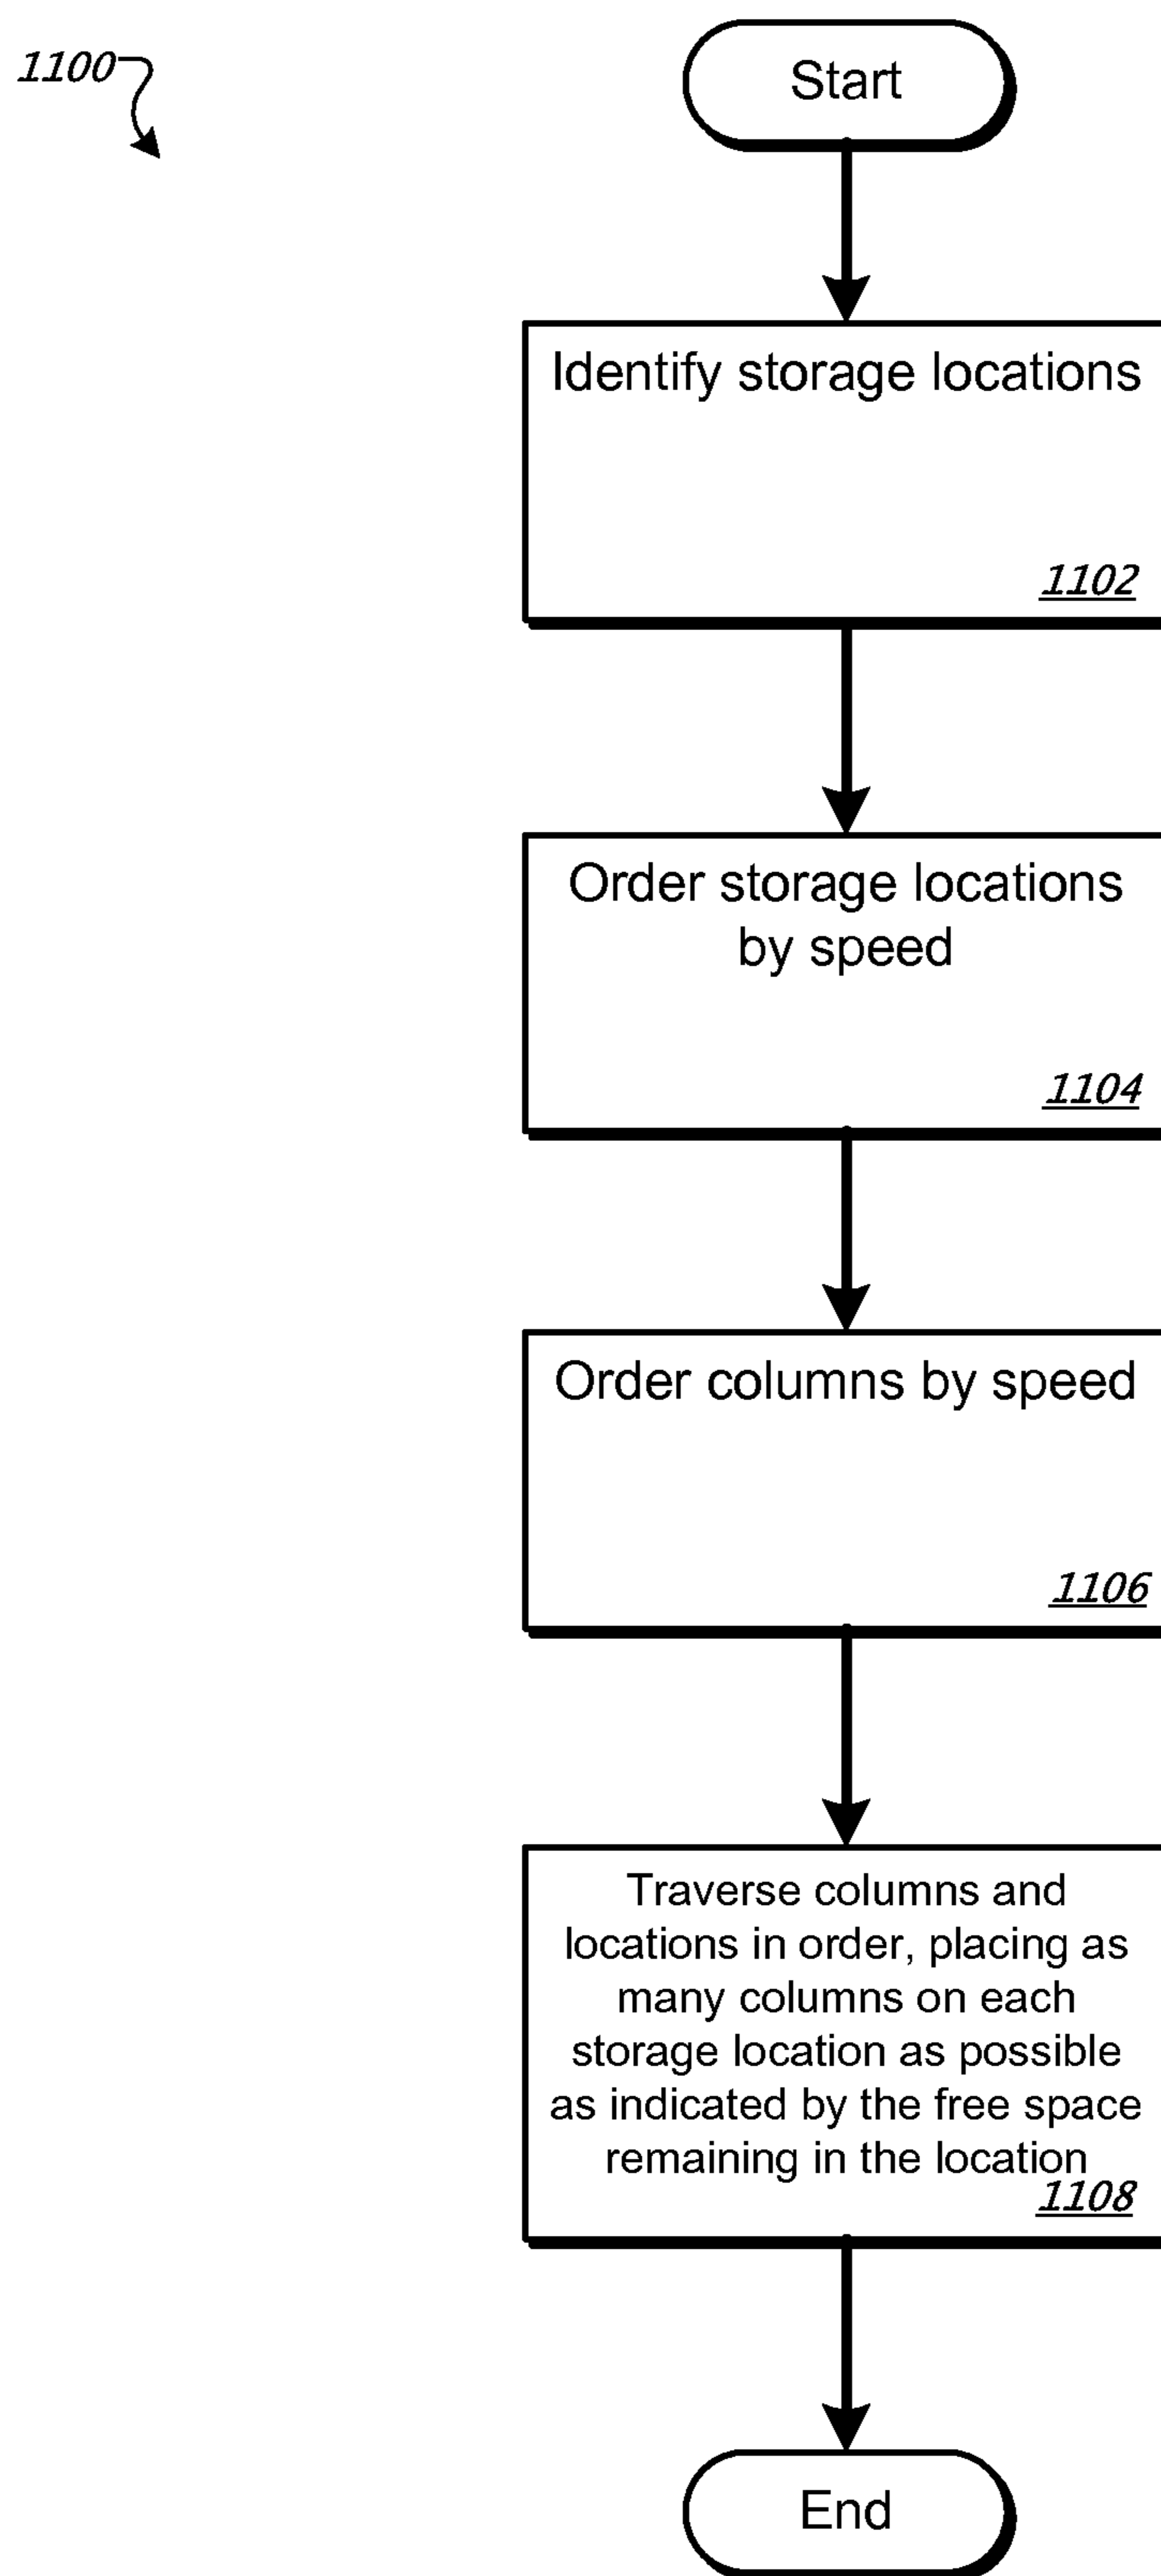 1100
Start
Identify storage locations
1102
Order storage locations
by speed
1104
Order columns by speed
1106
Traverse columns and
locations in order, placing as
many columns on each
storage location as possible
as indicated by the free space
remaining in the location
1108
End